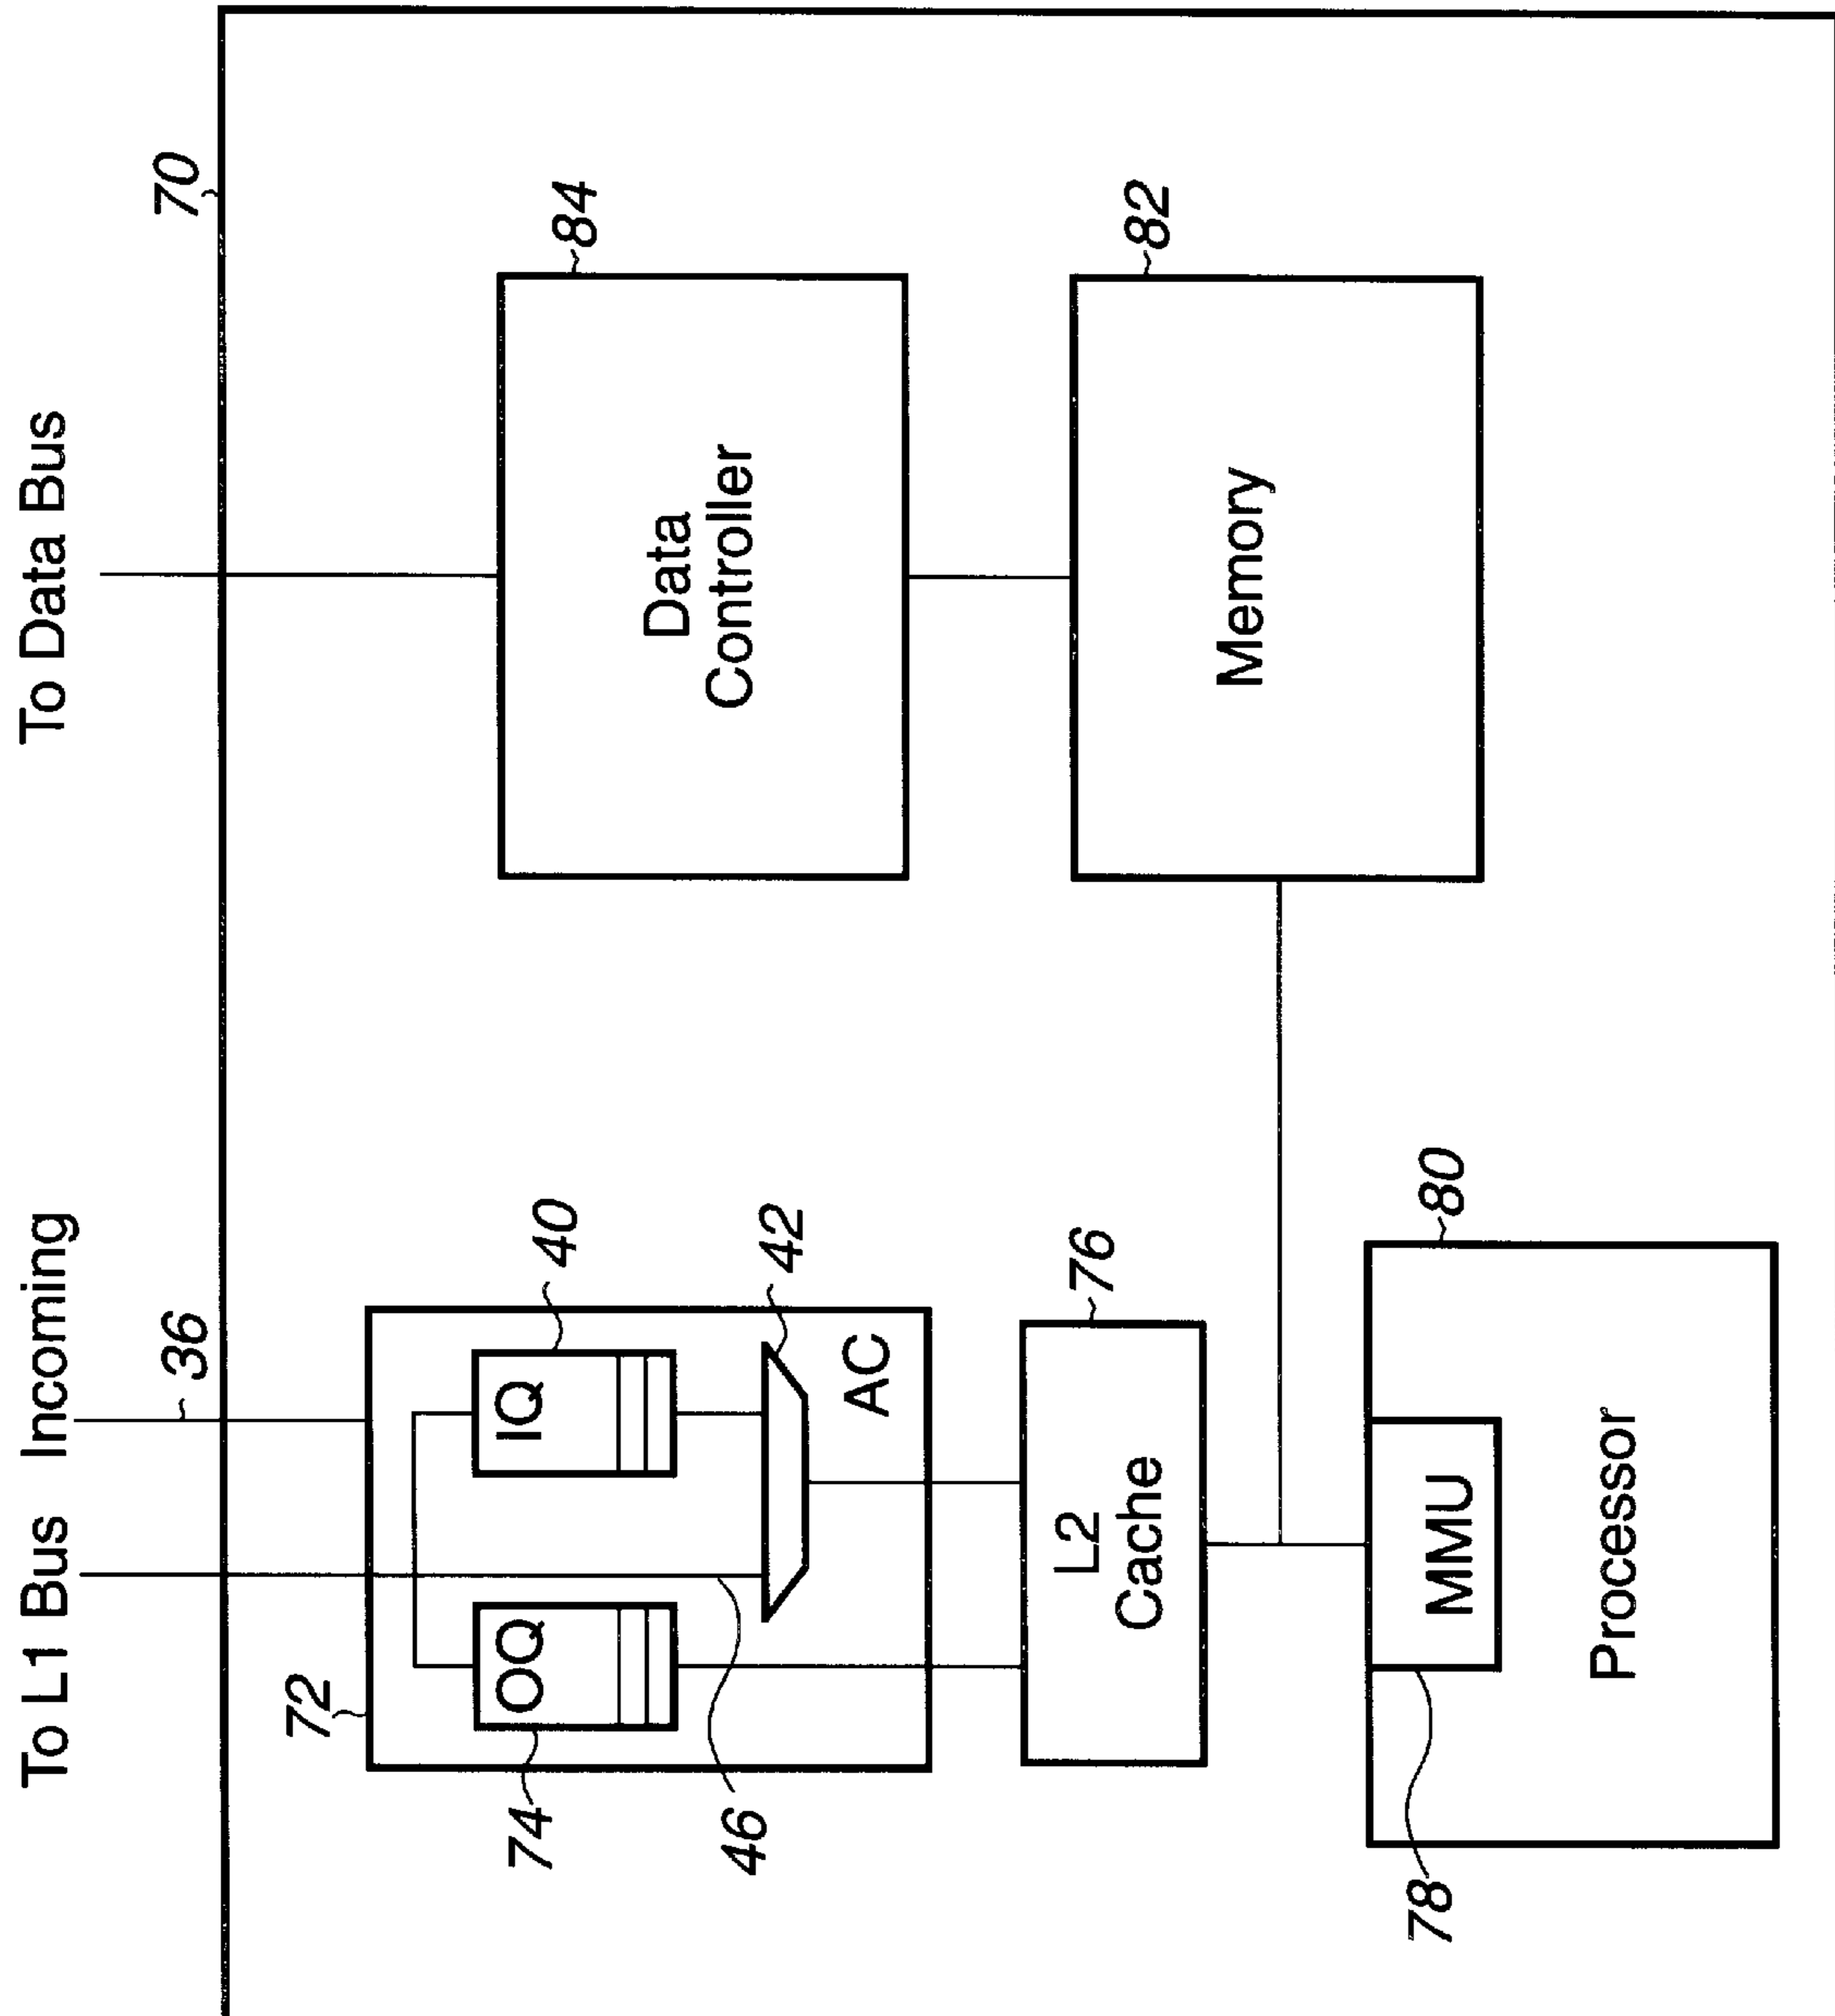 To L1 Bus Incoming
To Data Bus
36
70
72
74
OQ
IQ
40
46
42
AC
84
Data
Controller
L2
Cache
76
82
Memory
78
MMU
80
Processor